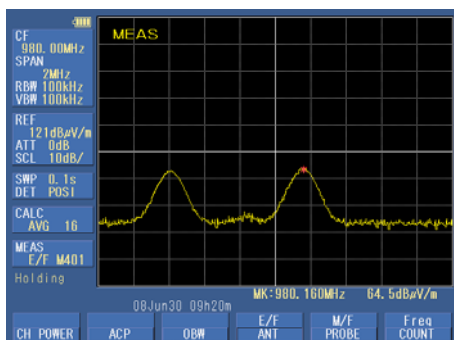 CF
980.00MHz
SPAN
2MHz
RBW 100kHz
VBW 100kHz
REF
121dBμV/m
ATT 0dB
SCL 10dB/
SWP 0.1s
DET POSI
CALC
AVG 16
MEAS
E/F M401
Holding
MEAS
MK:980.160MHz 64.5dBμV/m
08Jun30 09h20m
CH POWER
ACP
OBW
E/F
ANT
M/F
PROBE
Freq
COUNT